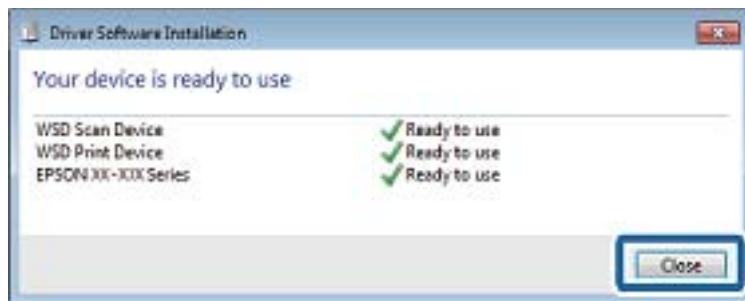 Driver Software Installation
Your device is ready to use
WSD Scan Device Ready to use
WSD Print Device Ready to use
EPSON XX-XXX Series Ready to use
Close